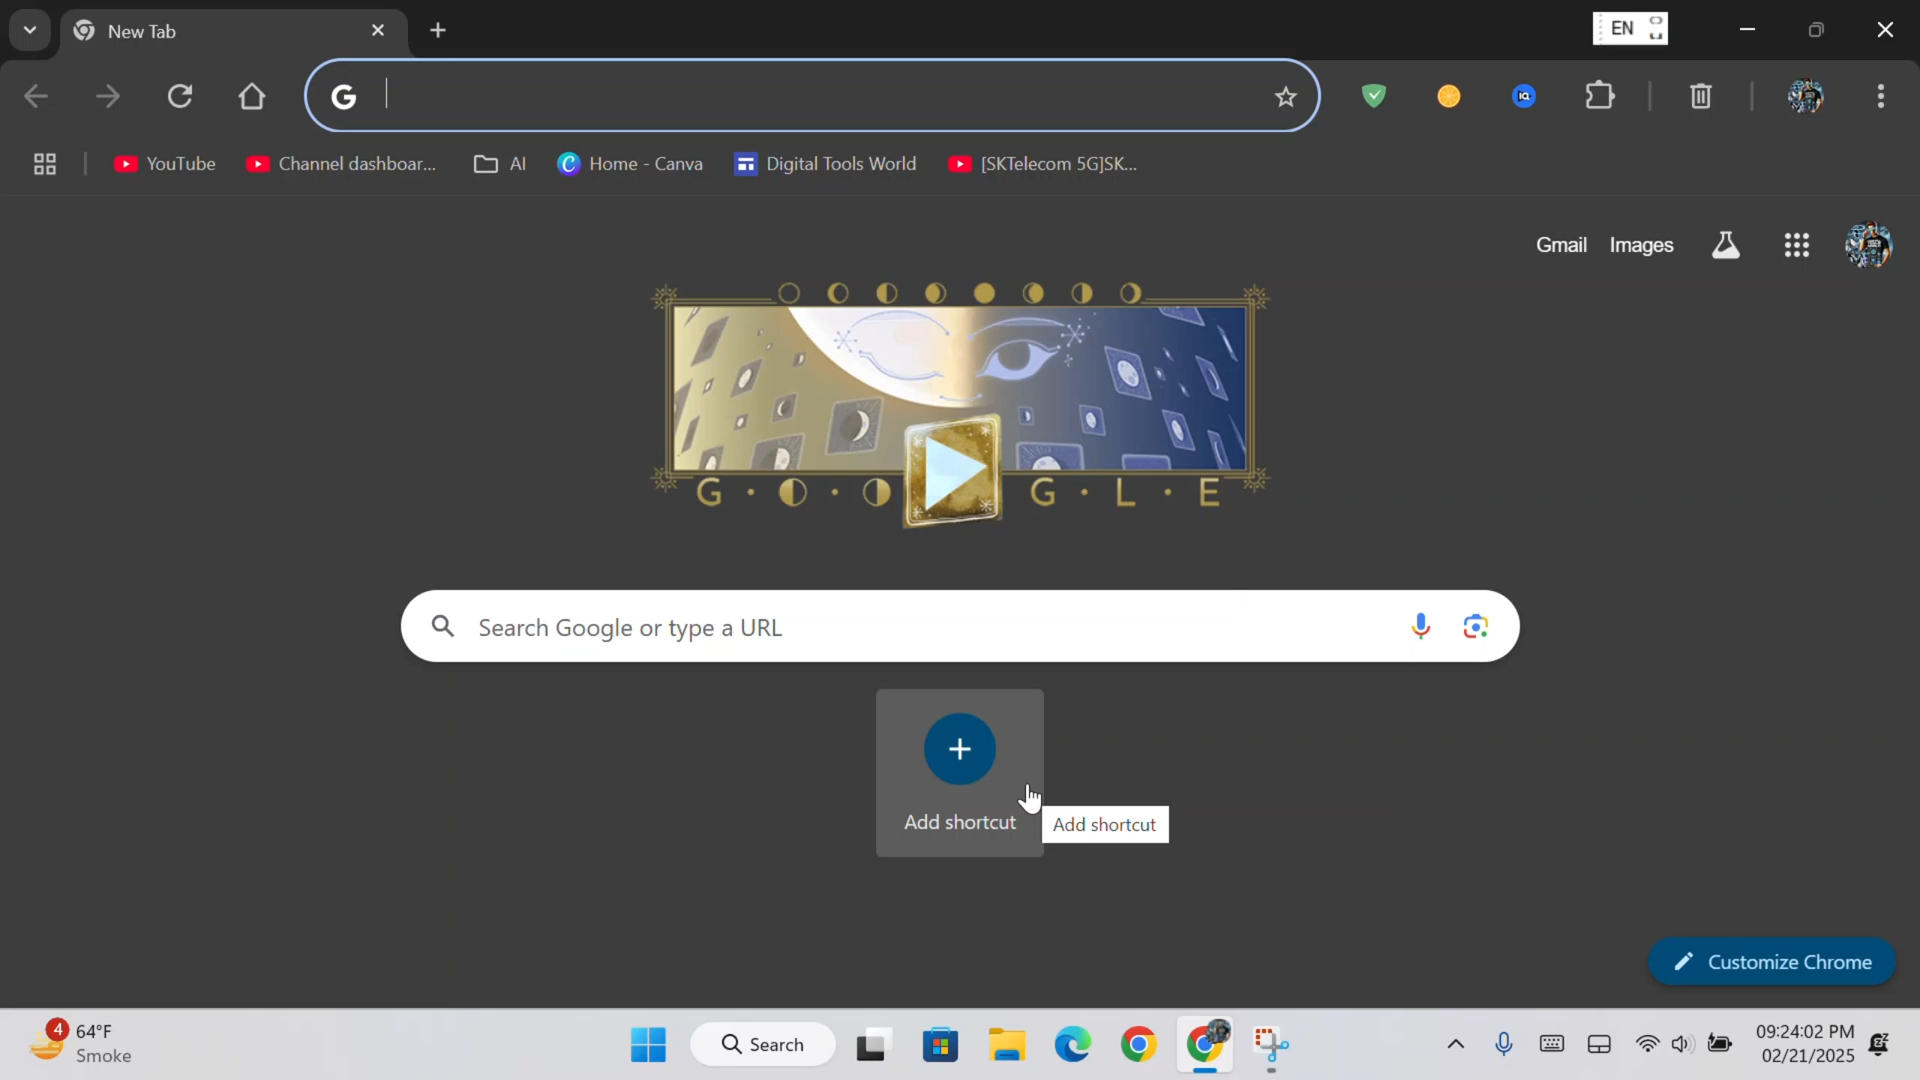 New Tab
EN
YouTube
Channel dashboar...
AI
Home - Canva
Digital Tools World
[SKTelecom 5G]SK...
Gmail
Images
G · · G · L · E
Search Google or type a URL
Add shortcut
Add shortcut
Customize Chrome
4
64°F
Smoke
Search
09:24:02 PM
02/21/2025